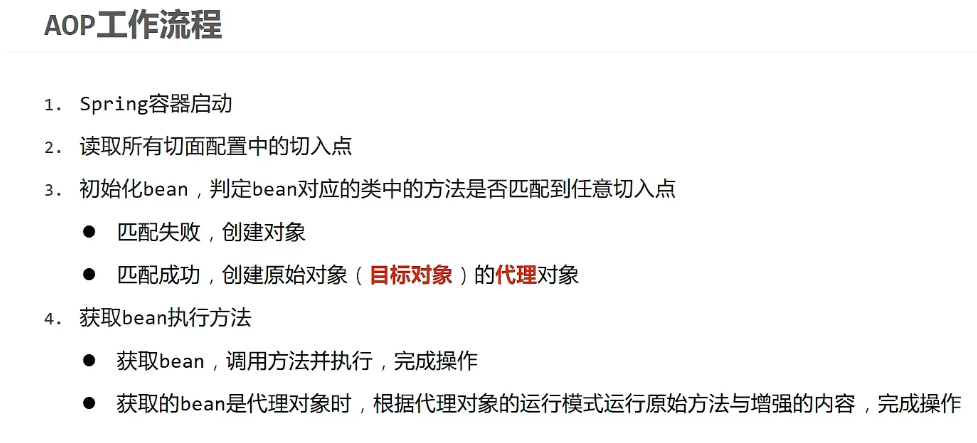 AOP工作流程
1. Spring容器启动
2. 读取所有切面配置中的切入点
3. 初始化bean，判定bean对应的类中的方法是否匹配到任意切入点
● 匹配失败，创建对象
● 匹配成功，创建原始对象（目标对象）的代理对象
4. 获取bean执行方法
● 获取bean，调用方法并执行，完成操作
● 获取的bean是代理对象时，根据代理对象的运行模式运行原始方法与增强的内容，完成操作